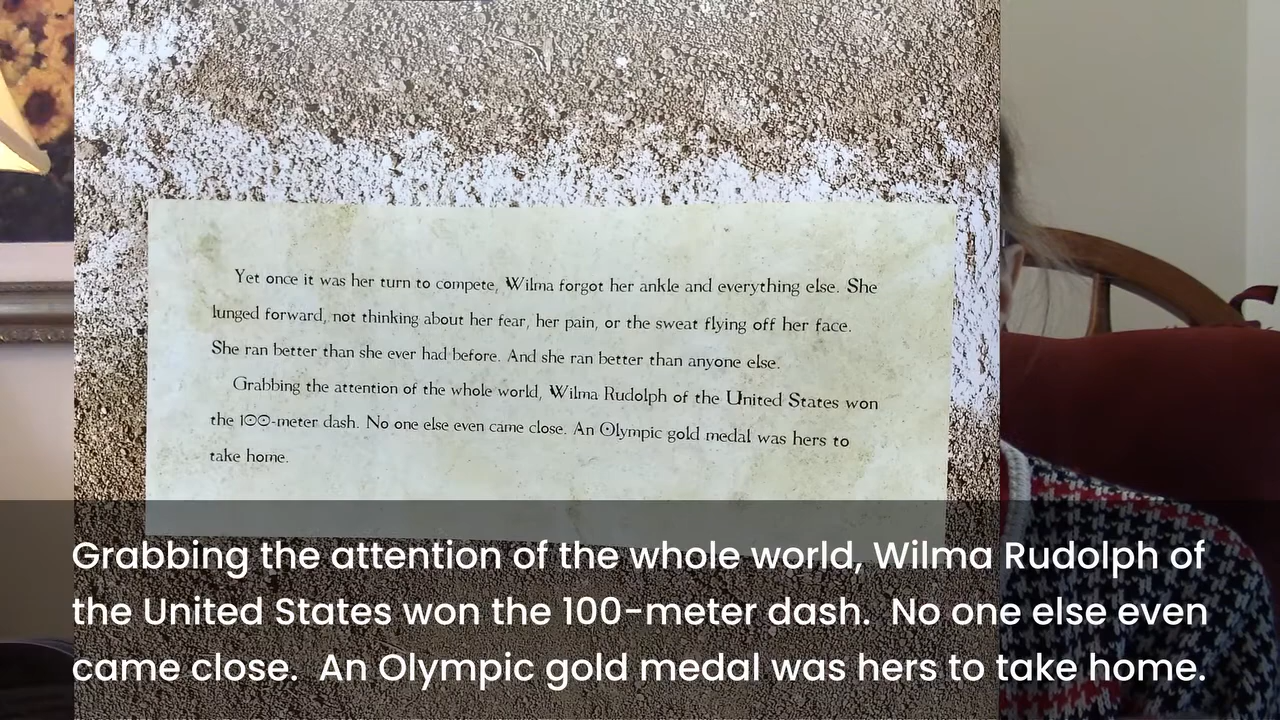 Yet once it was her turn to compete, Wilma forgot her ankle and everything else. She
lunged forward, not thinking about her fear, her pain, or the sweat flying off her face.
She ran better than she ever had before. And she ran better than anyone else.
Grabbing the attention of the whole world, Wilma Rudolph of the United States won
the 100-meter dash. No one else even came close. An Olympic gold medal was hers to
take home.
Grabbing the attention of the whole world, Wilma Rudolph of
the United States won the 100-meter dash.  No one else even
came close.  An Olympic gold medal was hers to take home.